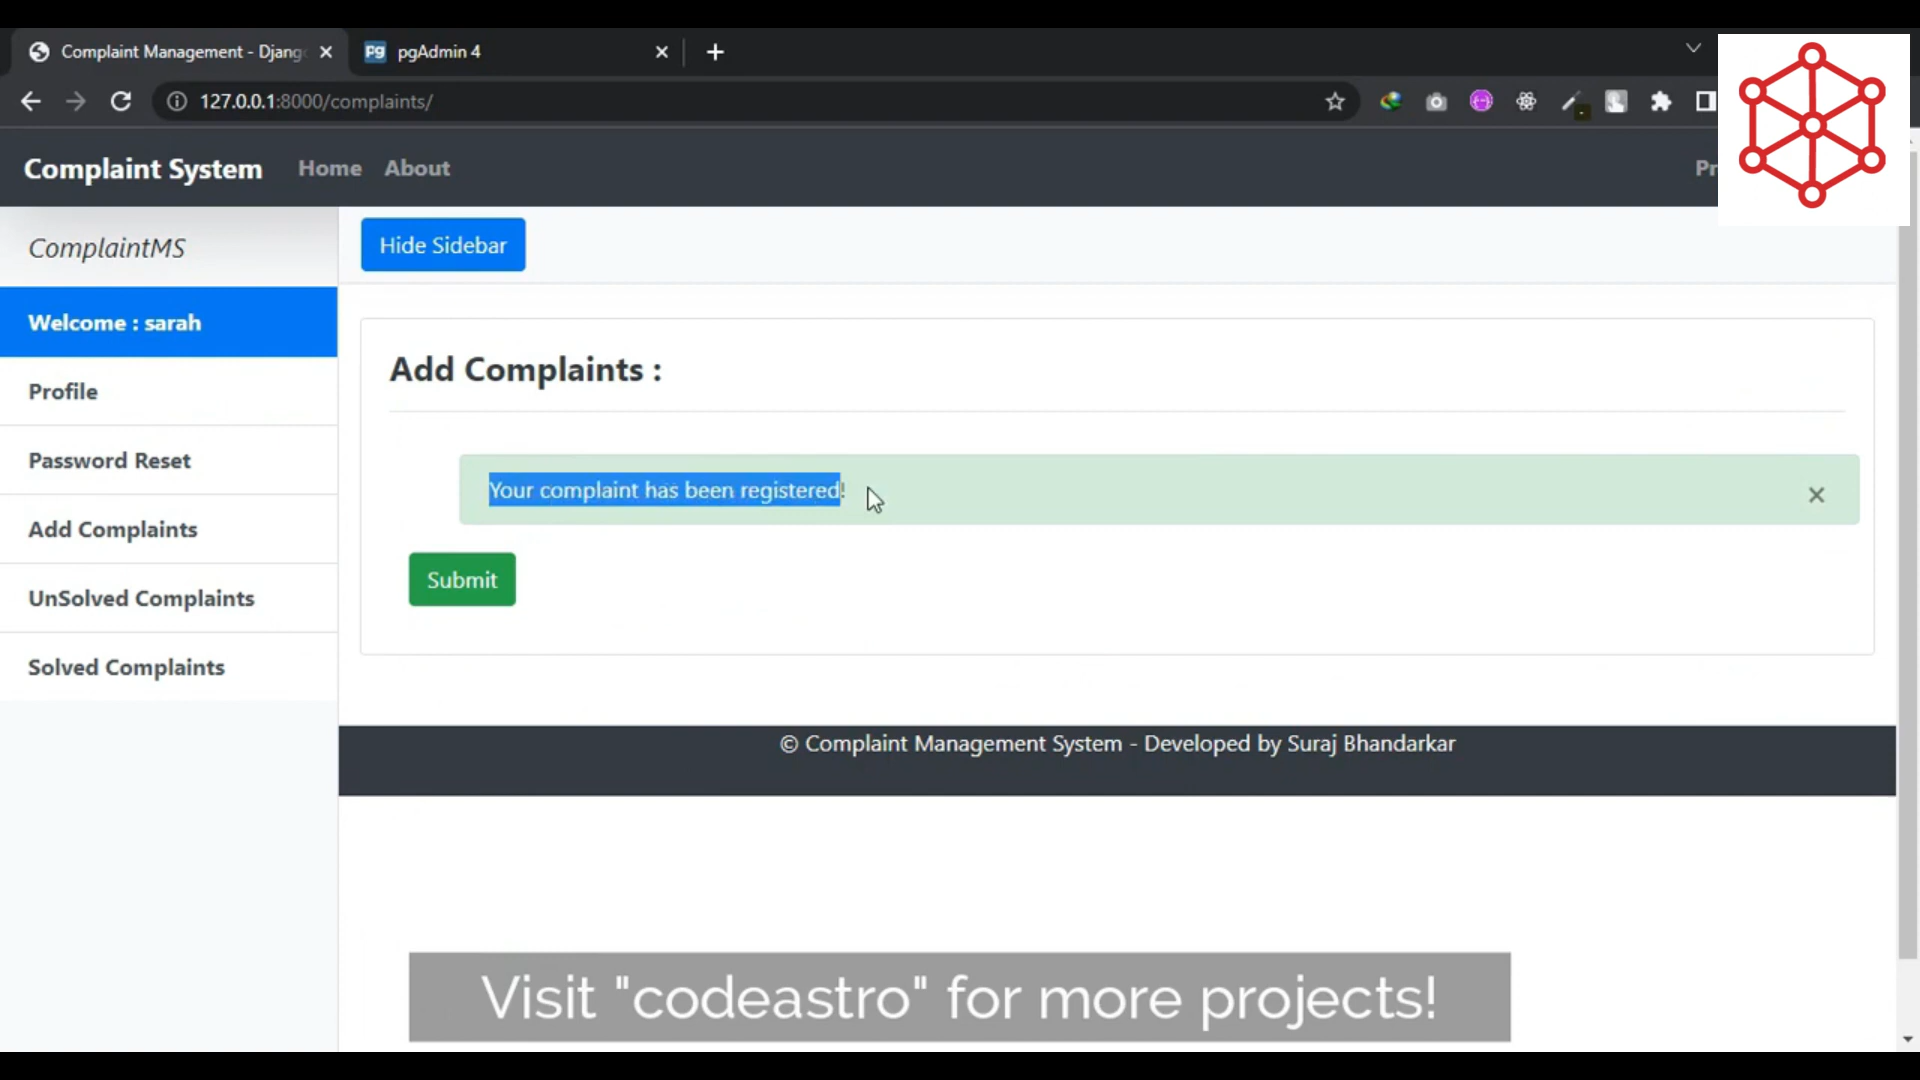 Complaint Management - Djang
pgAdmin 4
127.0.0.1:8000/complaints/
Complaint System
Home
About
Pr
ComplaintMS
Hide Sidebar
Welcome : sarah
Profile
Password Reset
Add Complaints
UnSolved Complaints
Solved Complaints
Add Complaints :
Your complaint has been registered!
Submit
© Complaint Management System - Developed by Suraj Bhandarkar
Visit "codeastro" for more projects!